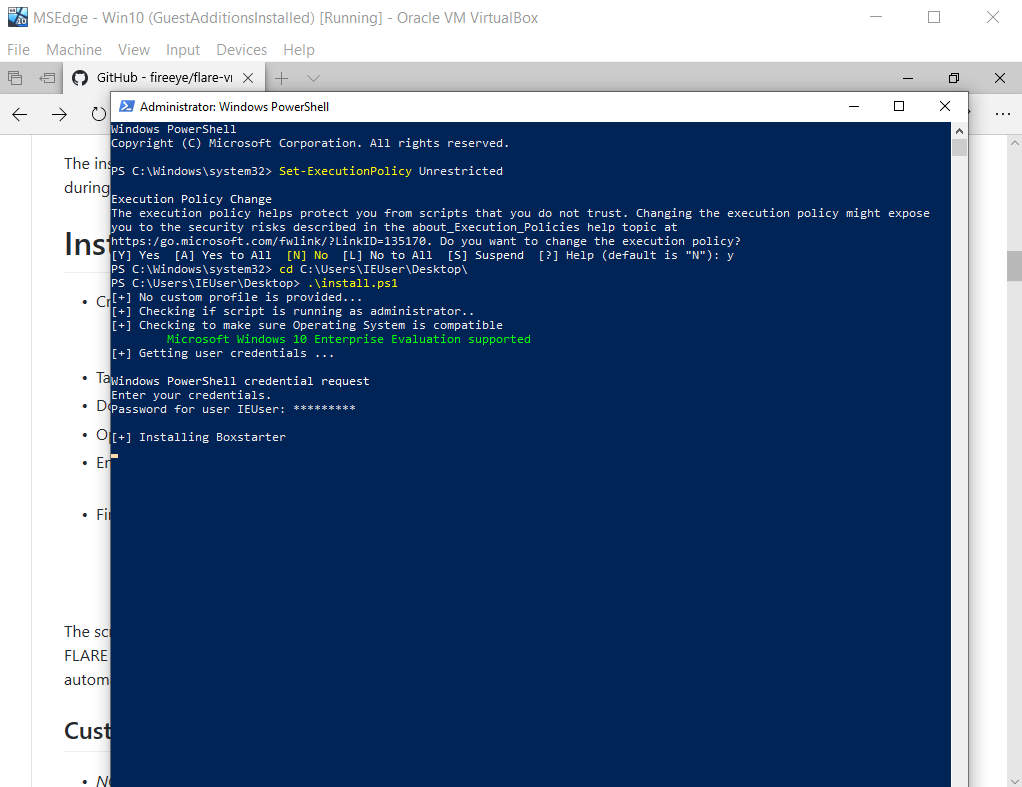 MSEdge - Win10 (GuestAdditionsInstalled) [Running] - Oracle VM VirtualBox
File Machine View Input Devices Help
GitHub - fireeye/flare-vi
Administrator: Windows PowerShell
Windows PowerShell
Copyright (C) Microsoft Corporation. All rights reserved.
PS C:\Windows\system32> Set-ExecutionPolicy Unrestricted
Execution Policy Change
The execution policy helps protect you from scripts that you do not trust. Changing the execution policy might expose
you to the security risks described in the about_Execution_Policies help topic at
https:/go.microsoft.com/fwlink/?LinkID=135170. Do you want to change the execution policy?
[Y] Yes  [A] Yes to All  [N] No  [L] No to All  [S] Suspend  [?] Help (default is "N"): y
PS C:\Windows\system32> cd C:\Users\IEUser\Desktop\
PS C:\Users\IEUser\Desktop> .\install.ps1
[+] No custom profile is provided...
[+] Checking if script is running as administrator..
[+] Checking to make sure Operating System is compatible
Microsoft Windows 10 Enterprise Evaluation supported
[+] Getting user credentials ...
Windows PowerShell credential request
Enter your credentials.
Password for user IEUser: *********
[+] Installing Boxstarter
The ins
during
Inst
• Cr
• Ta
• Do
• Op
• En
• Fin
The scr
FLARE
autom
Cust